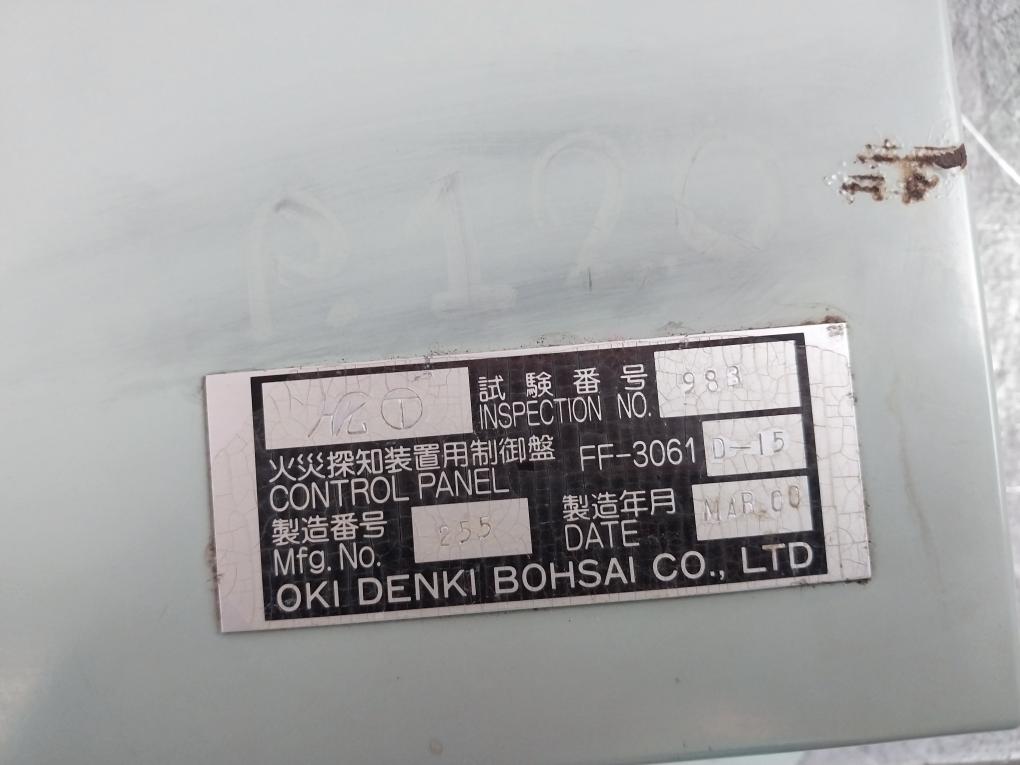 P.120
試験番号 983
INSPECTION NO.
火災探知装置用制御盤 FF-3061 D-15
CONTROL PANEL
製造番号 255
Mfg. No.
製造年月 MAR.00
DATE
OKI DENKI BOHSAI CO., LTD